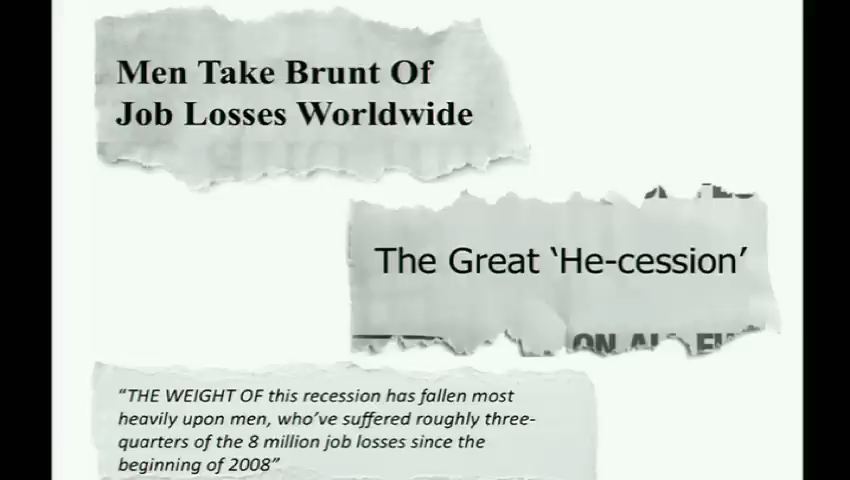 Men Take Brunt Of
Job Losses Worldwide
The Great ‘He-cession’
“THE WEIGHT OF this recession has fallen most
heavily upon men, who’ve suffered roughly three-
quarters of the 8 million job losses since the
beginning of 2008”